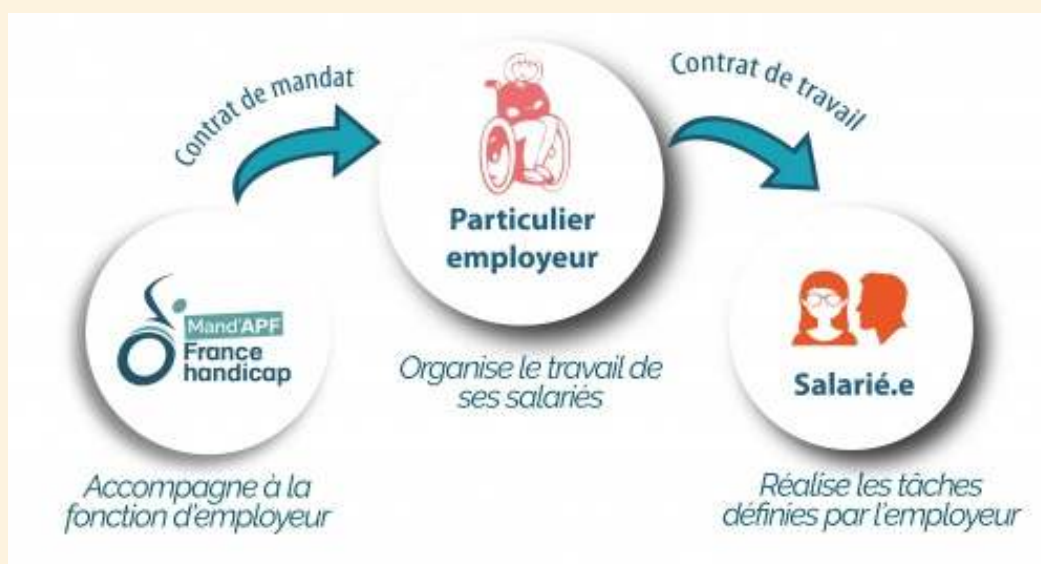 Contrat de mandat
Contrat de travail
Particulier
employeur
Mand'APF
France
handicap
Organise le travail de
ses salariés
Salarié.e
Accompagne à la
fonction d'employeur
Réalise les tâches
définies par l'employeur